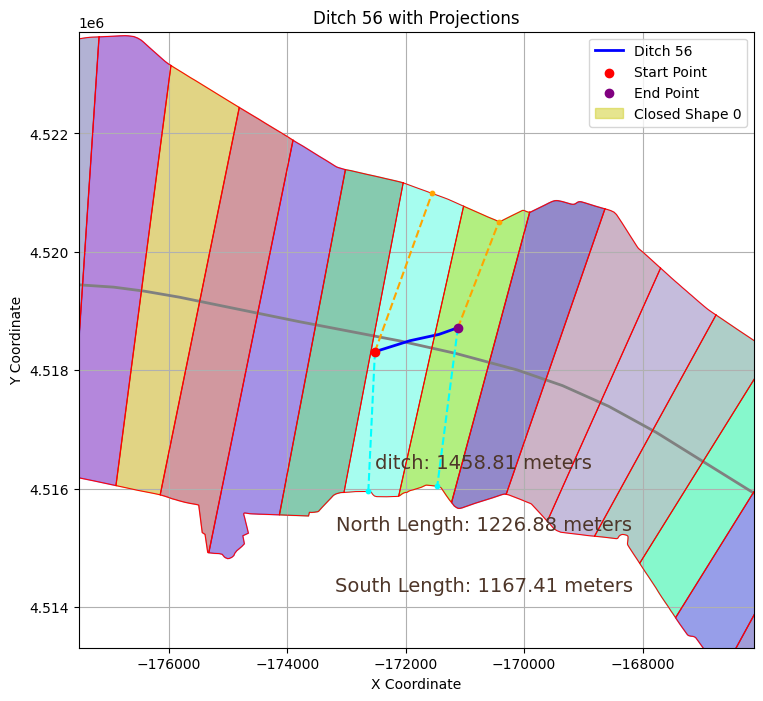 Ditch 56 with Projections
1e6
Ditch 56
Start Point
End Point
Closed Shape 0
4.522
4.520
4.518
4.516
4.514
Y Coordinate
ditch: 1458.81 meters
North Length: 1226.88 meters
South Length: 1167.41 meters
−176000
−174000
−172000
−170000
−168000
X Coordinate